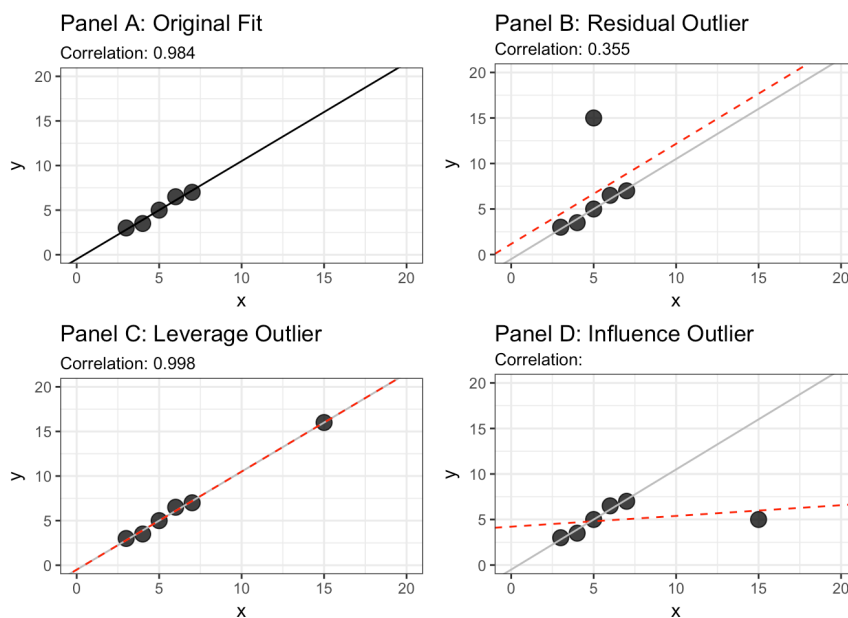 Panel A: Original Fit
Correlation: 0.984
20
15
10
5
0
y
0 5 10 15 20
x
Panel B: Residual Outlier
Correlation: 0.355
20
15
10
5
0
y
0 5 10 15 20
x
Panel C: Leverage Outlier
Correlation: 0.998
20
15
10
5
0
y
0 5 10 15 20
x
Panel D: Influence Outlier
Correlation:
20
15
10
5
0
y
0 5 10 15 20
x